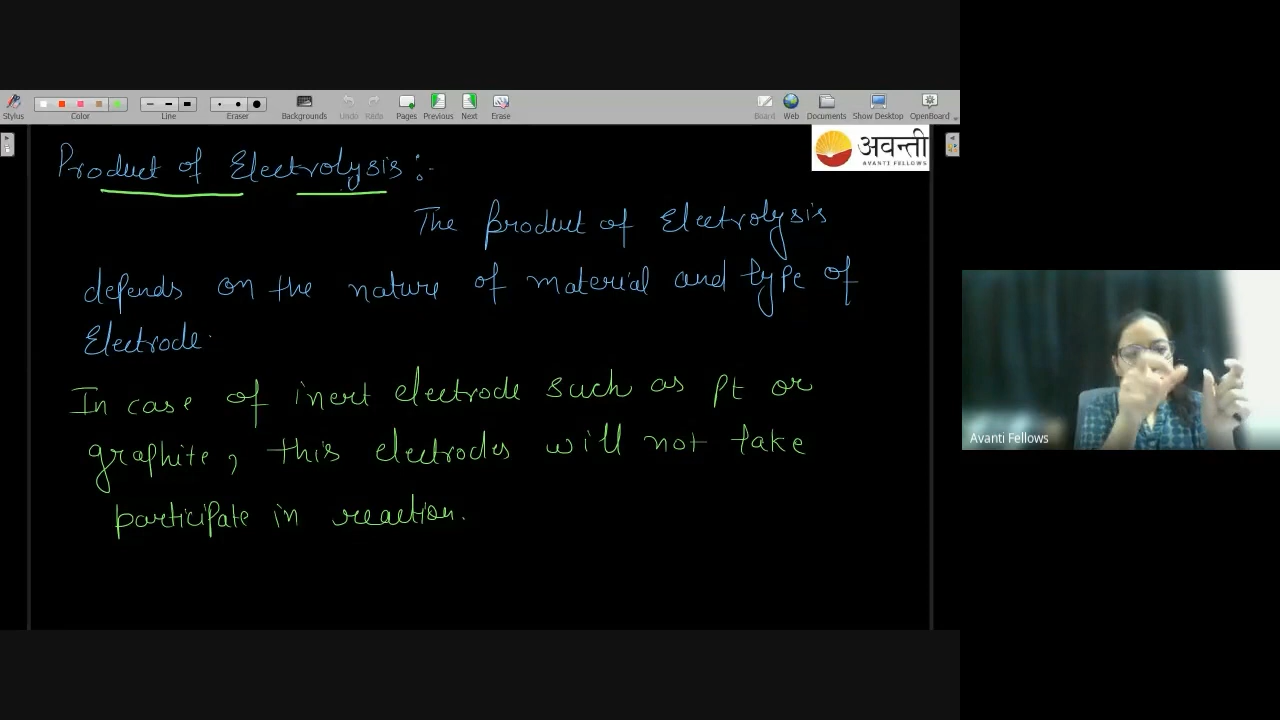 Stylus
Color
Line
Eraser
Backgrounds
Undo
Redo
Pages
Previous
Next
Erase
Board
Web
Documents
Show Desktop
OpenBoard
अवन्ती
AVANTI FELLOWS
Product of Electrolysis :-
The product of Electrolysis
depends on the nature of material and type of
Electrode.
In case of inert electrode such as pt or
graphite, this electrodes will not take
participate in reaction.
Avanti Fellows